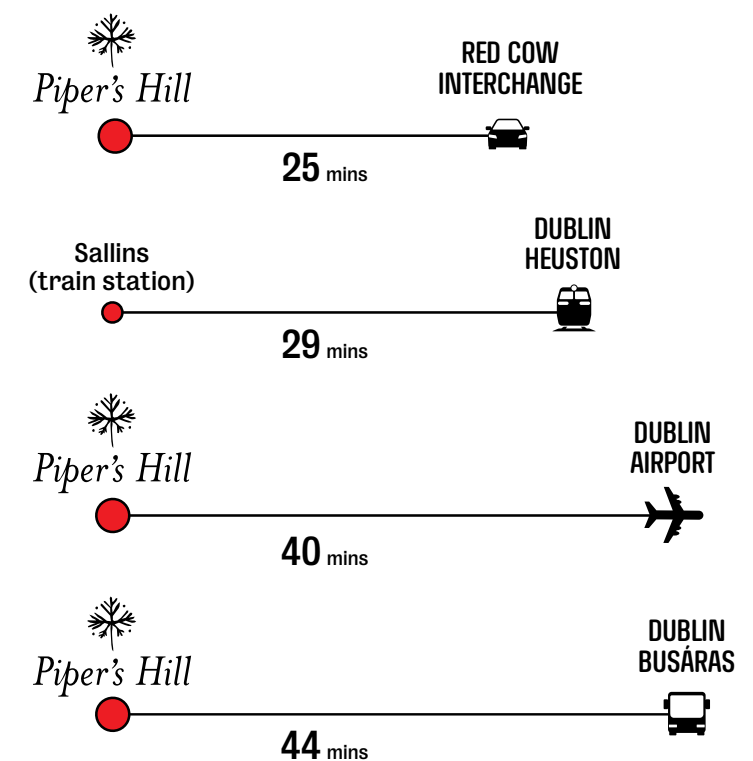 Piper's Hill
RED COW
INTERCHANGE
25 mins
Sallins
(train station)
DUBLIN
HEUSTON
29 mins
Piper's Hill
DUBLIN
AIRPORT
40 mins
Piper's Hill
DUBLIN
BUSÁRAS
44 mins